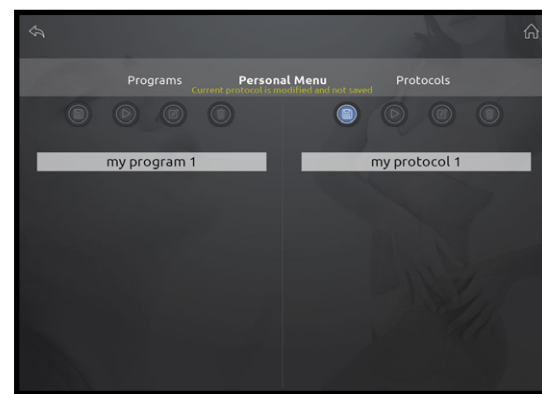 Programs Personal Menu Protocols
Current protocol is modified and not saved
my program 1 my protocol 1